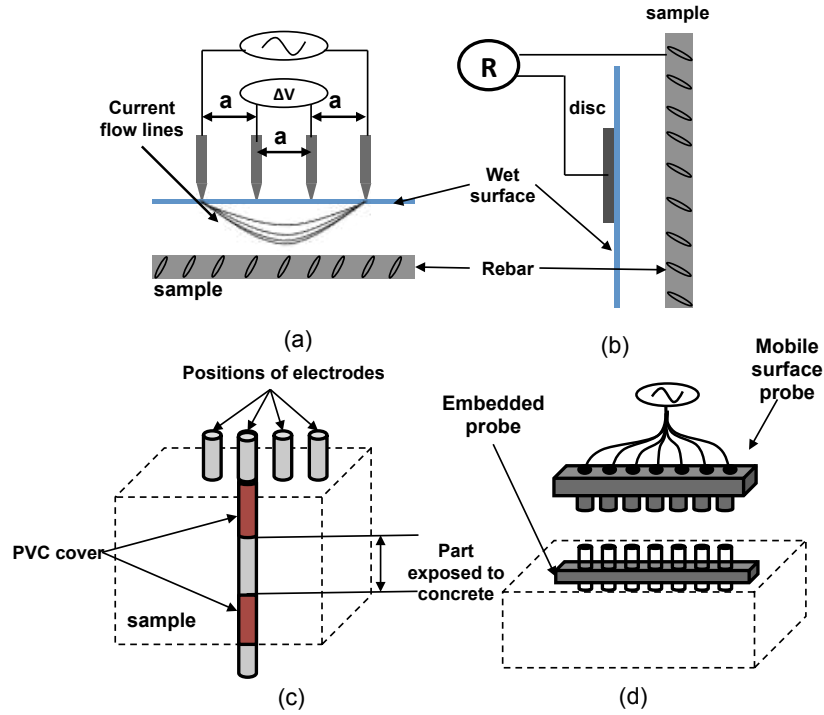 ΔV
a
a
a
Current
flow lines
Wet
surface
Rebar
sample
(a)
sample
R
disc
(b)
Positions of electrodes
PVC cover
sample
Part
exposed to
concrete
(c)
Mobile
surface
probe
Embedded
probe
(d)